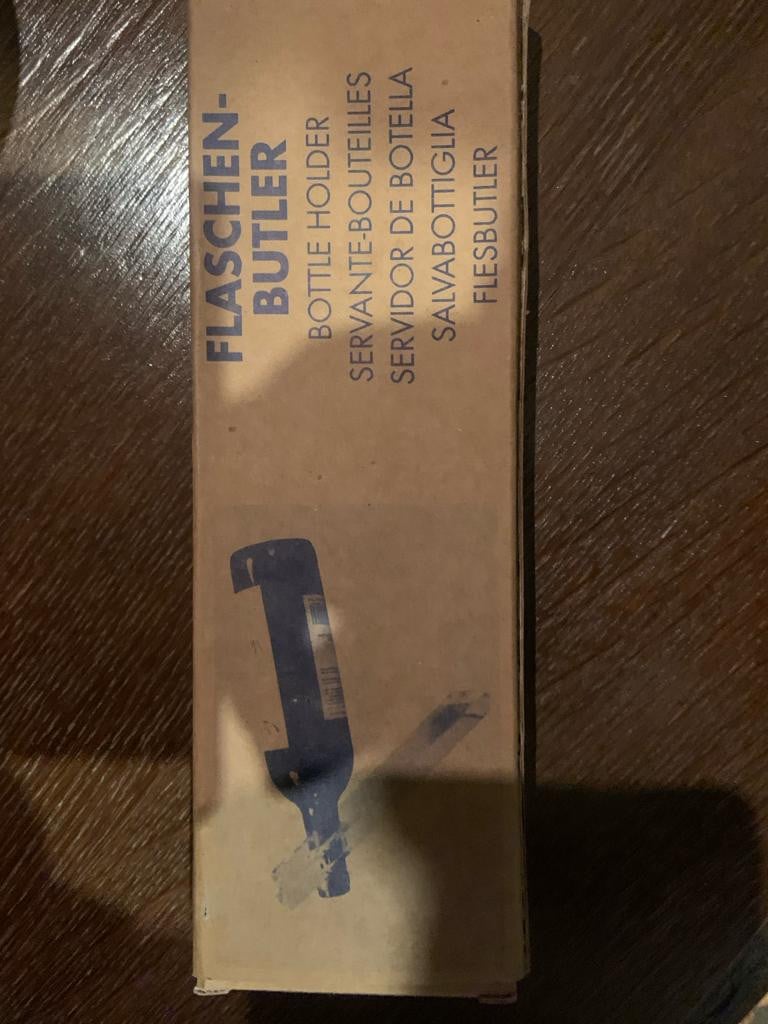 FLASCHEN-
BUTLER
BOTTLE HOLDER
SERVANTE-BOUTEILLES
SERVIDOR DE BOTELLA
SALVABOTTIGLIA
FLESBUTLER